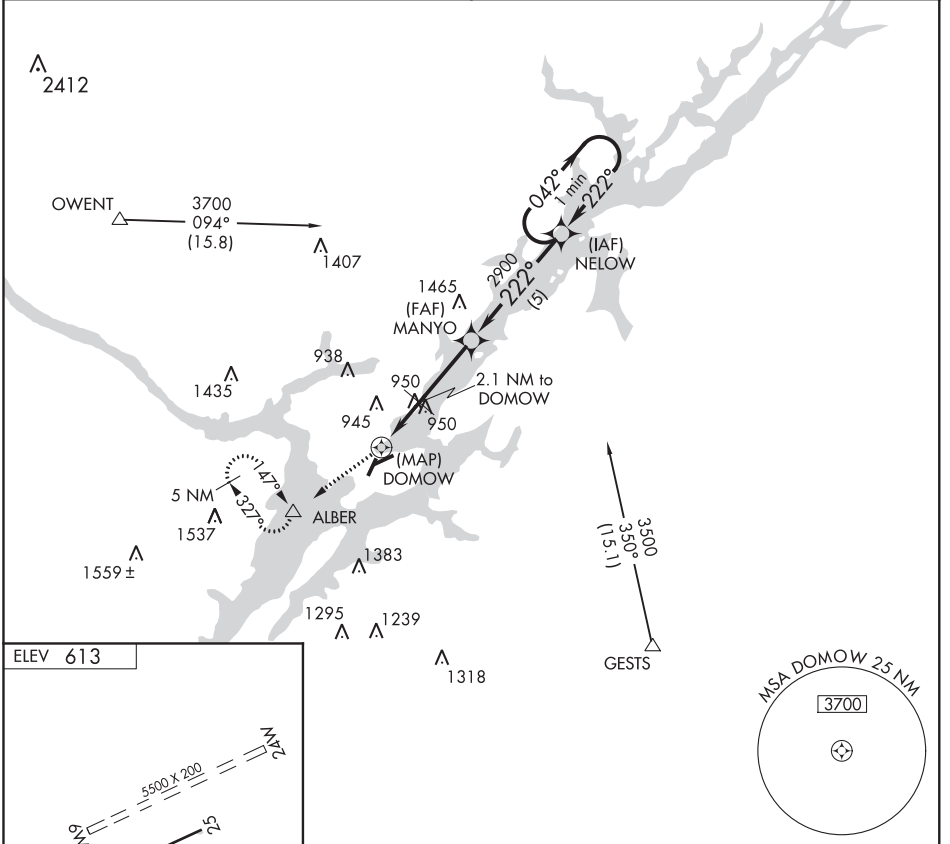 2412
OWENT
3700
094°
(15.8)
1407
042°
1 min
222°
(IAF)
NELOW
2900
222°
(5)
1465
(FAF)
MANYO
938
1435
950
945
950
2.1 NM to
DOMOW
(MAP)
DOMOW
147°
5 NM
327°
ALBER
1537
1559 ±
1383
1295
1239
1318
3500
350°
(15.1)
GESTS
MSA DOMOW 25 NM
3700
ELEV 613
24W
5500 X 200
6W
25